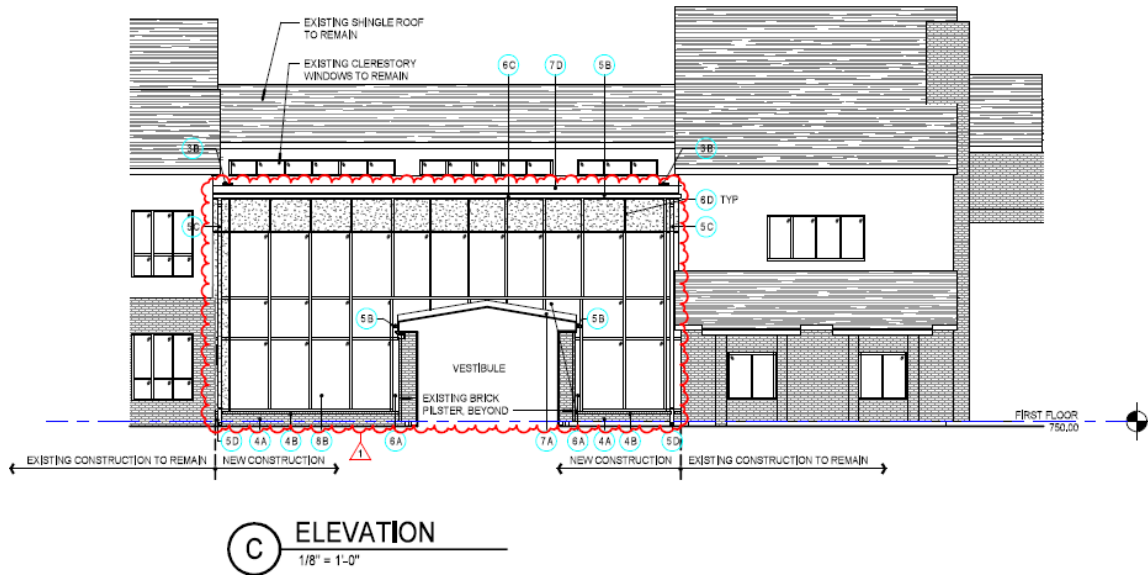 EXISTING SHINGLE ROOF
TO REMAIN
EXISTING CLERESTORY
WINDOWS TO REMAIN
6C
7D
5B
3B
3B
6D TYP
5C
5C
5B
5B
VESTIBULE
EXISTING BRICK
PILSTER, BEYOND
FIRST FLOOR
750.00
5D
4A
4B
8B
6A
7A
6A
4A
4B
5D
1
EXISTING CONSTRUCTION TO REMAIN
NEW CONSTRUCTION
NEW CONSTRUCTION
EXISTING CONSTRUCTION TO REMAIN
C
ELEVATION
1/8" = 1'-0"